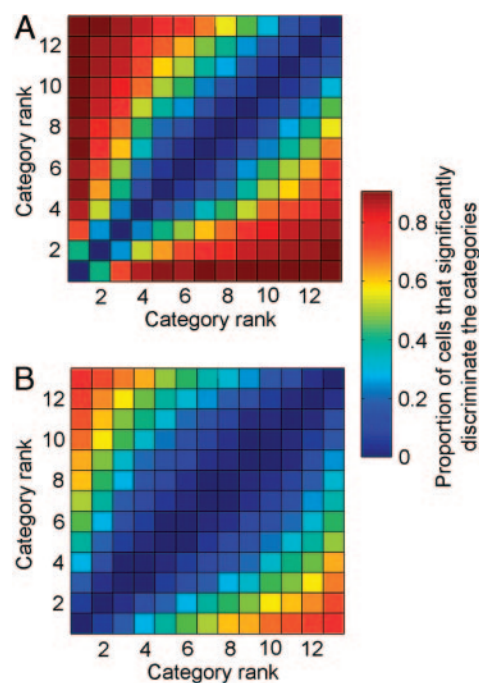 A
12
10
8
6
4
2
Category rank
2 4 6 8 10 12
Category rank
B
12
10
8
6
4
2
Category rank
2 4 6 8 10 12
Category rank
0.8
0.6
0.4
0.2
0
Proportion of cells that significantly
discriminate the categories